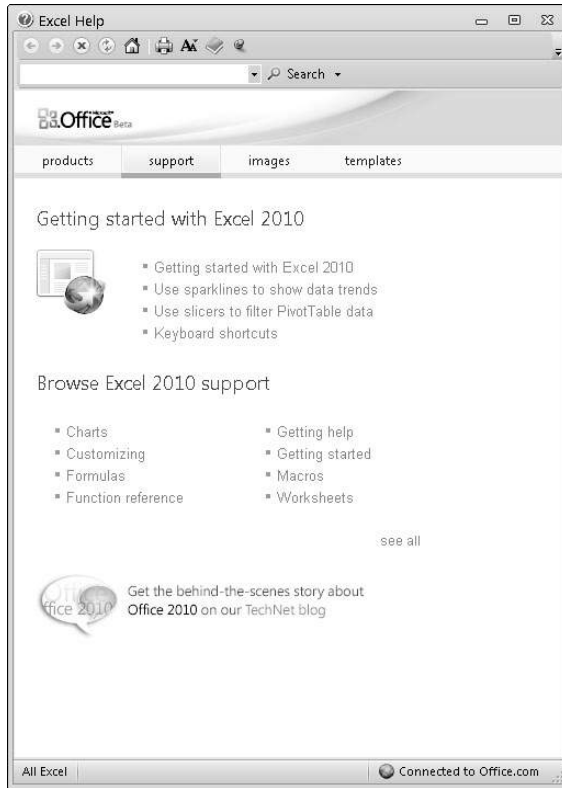 Excel Help
Search
Microsoft
Office Beta
products support images templates
Getting started with Excel 2010
Getting started with Excel 2010
Use sparklines to show data trends
Use slicers to filter PivotTable data
Keyboard shortcuts
Browse Excel 2010 support
Charts
Customizing
Formulas
Function reference
Getting help
Getting started
Macros
Worksheets
see all
ffice 2010
Get the behind-the-scenes story about
Office 2010 on our TechNet blog
All Excel
Connected to Office.com